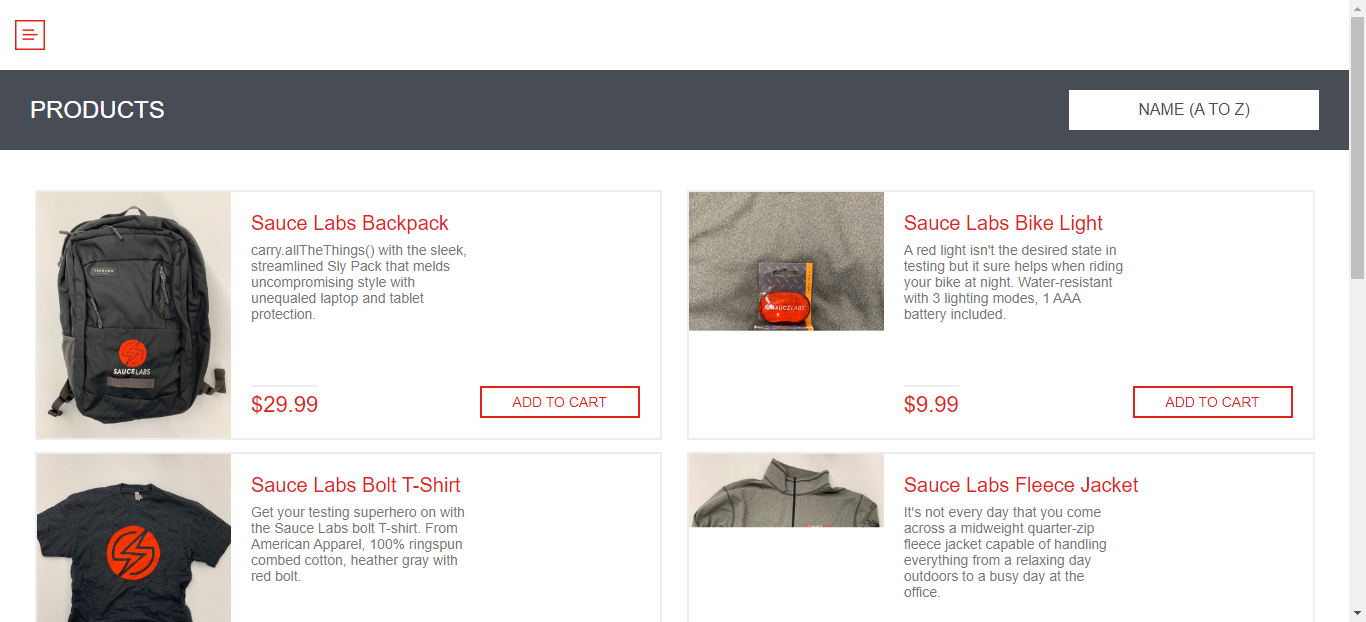 PRODUCTS
NAME (A TO Z)
Sauce Labs Backpack
carry.allTheThings() with the sleek,
streamlined Sly Pack that melds
uncompromising style with
unequaled laptop and tablet
protection.
SAUCELABS
$29.99
ADD TO CART
Sauce Labs Bike Light
A red light isn't the desired state in
testing but it sure helps when riding
your bike at night. Water-resistant
with 3 lighting modes, 1 AAA
battery included.
SAUCELABS
$9.99
ADD TO CART
Sauce Labs Bolt T-Shirt
Get your testing superhero on with
the Sauce Labs bolt T-shirt. From
American Apparel, 100% ringspun
combed cotton, heather gray with
red bolt.
Sauce Labs Fleece Jacket
It's not every day that you come
across a midweight quarter-zip
fleece jacket capable of handling
everything from a relaxing day
outdoors to a busy day at the
office.